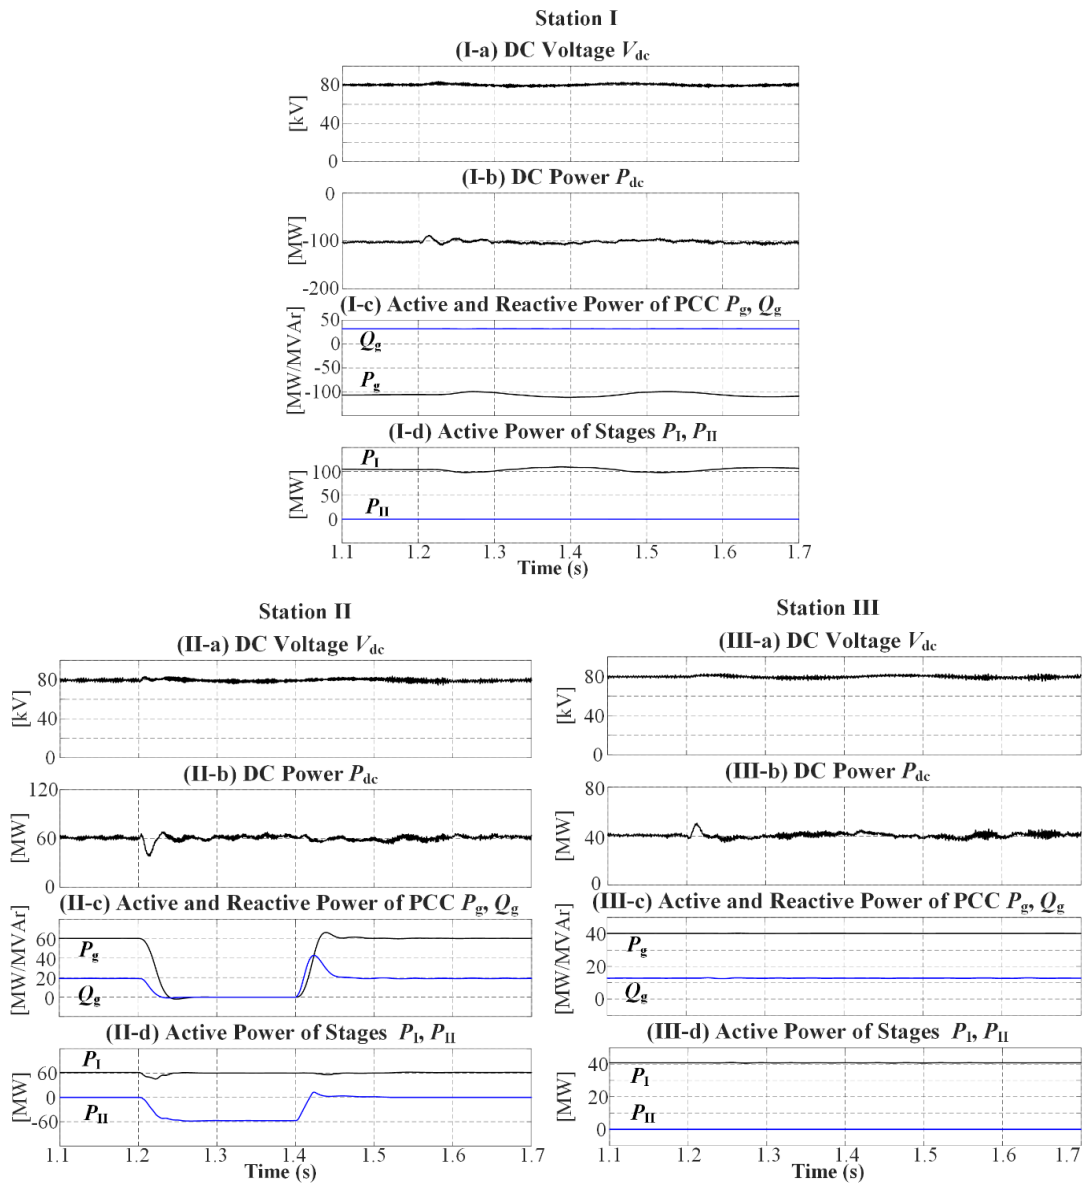 Station I
(I-a) DC Voltage Vdc
80
40
0
[kV]
(I-b) DC Power Pdc
0
-100
-200
[MW]
(I-c) Active and Reactive Power of PCC Pg, Qg
50
0
-50
-100
[MW/MVAr]
Qg
Pg
(I-d) Active Power of Stages PI, PII
100
50
0
[MW]
PI
PII
1.1 1.2 1.3 1.4 1.5 1.6 1.7
Time (s)
Station II
(II-a) DC Voltage Vdc
80
40
0
[kV]
(II-b) DC Power Pdc
120
60
0
[MW]
(II-c) Active and Reactive Power of PCC Pg, Qg
60
40
20
0
[MW/MVAr]
Pg
Qg
(II-d) Active Power of Stages PI, PII
60
0
-60
[MW]
PI
PII
1.1 1.2 1.3 1.4 1.5 1.6 1.7
Time (s)
Station III
(III-a) DC Voltage Vdc
80
40
0
[kV]
(III-b) DC Power Pdc
80
40
0
[MW]
(III-c) Active and Reactive Power of PCC Pg, Qg
40
20
0
[MW/MVAr]
Pg
Qg
(III-d) Active Power of Stages PI, PII
40
20
0
[MW]
PI
PII
1.1 1.2 1.3 1.4 1.5 1.6 1.7
Time (s)